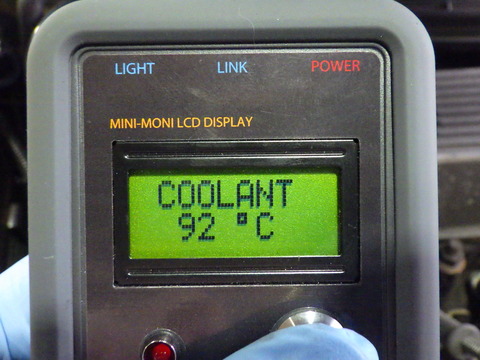 LIGHT LINK POWER
MINI-MONI LCD DISPLAY
COOLANT
92 °C